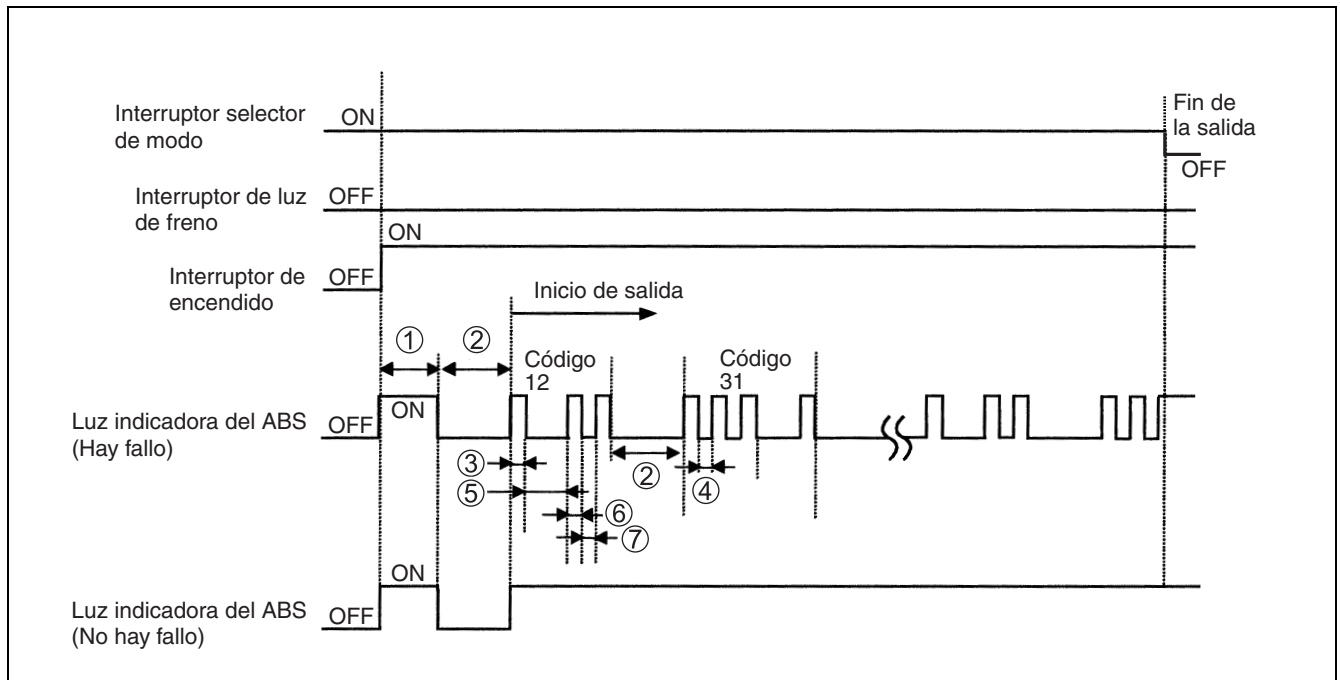 Interruptor selector
de modo
ON
Fin de
la salida
OFF
Interruptor de luz
de freno
OFF
ON
Interruptor de
encendido
OFF
Inicio de salida
①
②
Código
12
Código
31
Luz indicadora del ABS
(Hay fallo)
OFF
ON
③
②
④
⑤
⑥
⑦
ON
Luz indicadora del ABS
(No hay fallo)
OFF